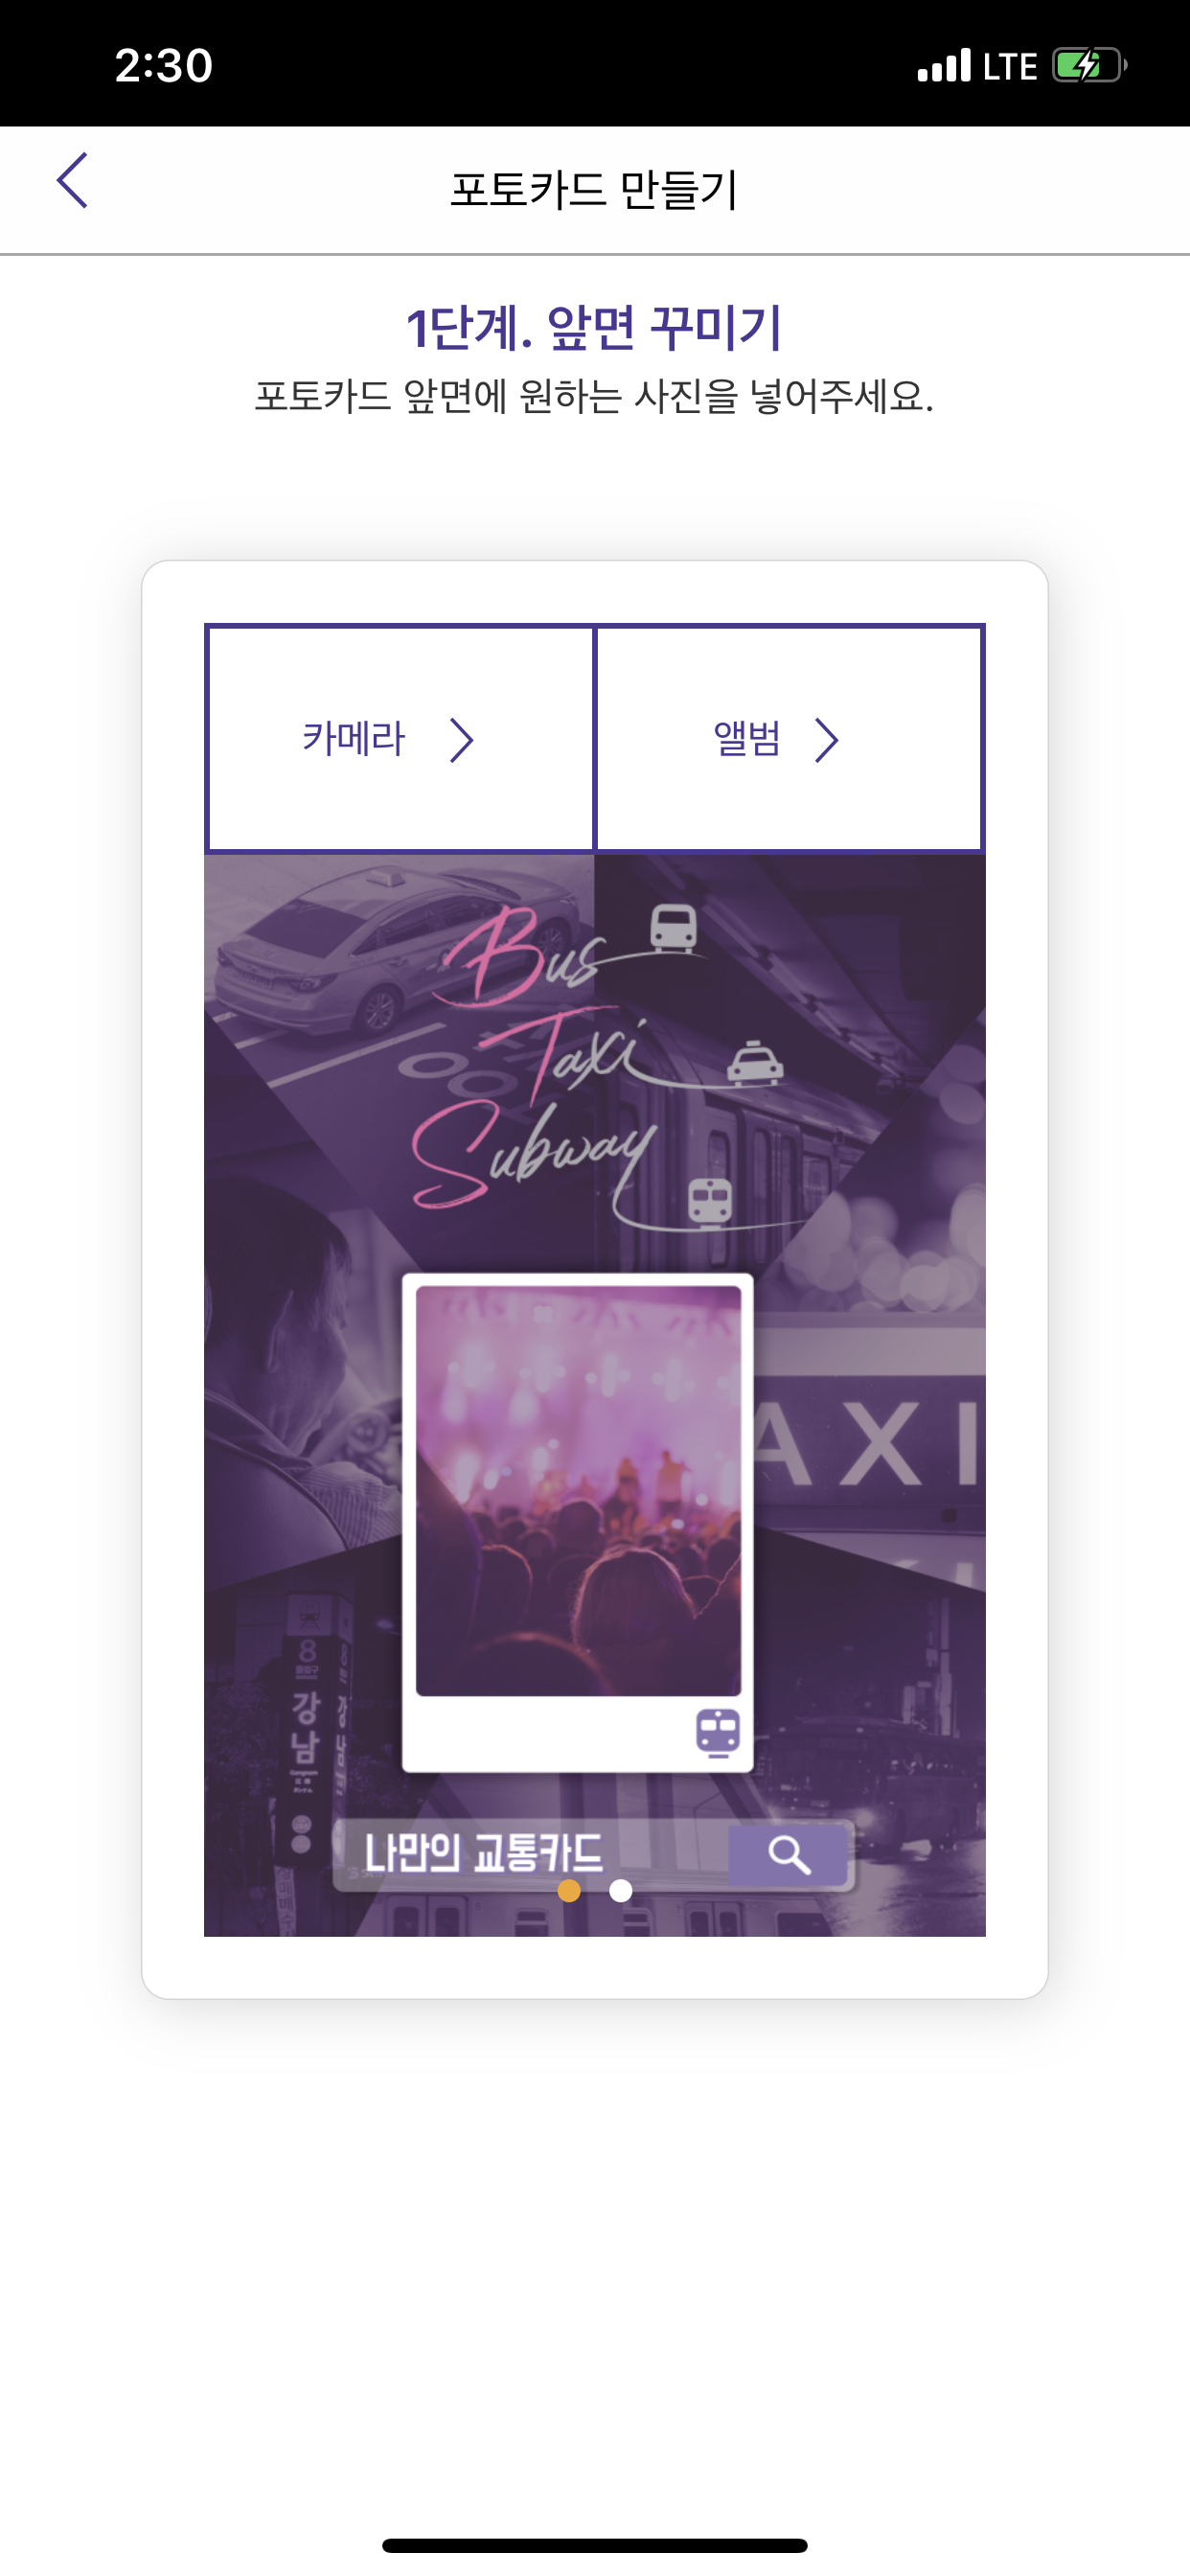 2:30 LTE
포토카드 만들기
1단계. 앞면 꾸미기
포토카드 앞면에 원하는 사진을 넣어주세요.
카메라 앨범
Bus
Taxi
Subway
AXI
8
강남
나만의 교통카드